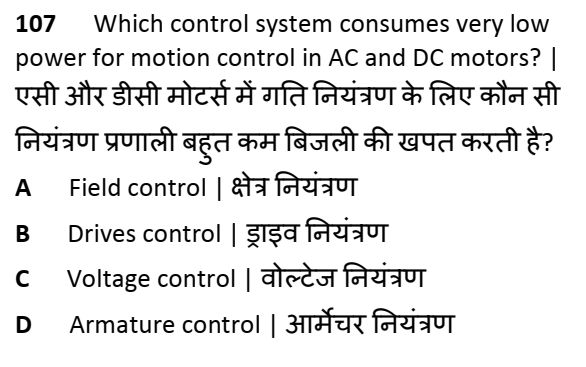 107 Which control system consumes very low
power for motion control in AC and DC motors? |
एसी और डीसी मोटर्स में गति नियंत्रण के लिए कौन सी
नियंत्रण प्रणाली बहुत कम बिजली की खपत करती है?
A Field control | क्षेत्र नियंत्रण
B Drives control | ड्राइव नियंत्रण
C Voltage control | वोल्टेज नियंत्रण
D Armature control | आर्मेचर नियंत्रण